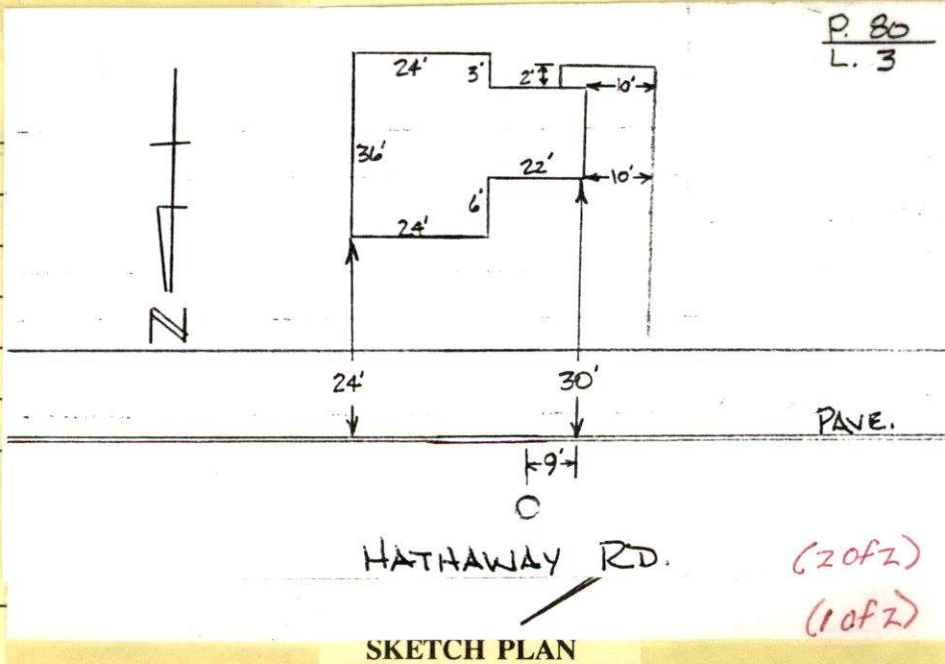 P. 80
L. 3
24'
3'
2'
10'
36'
22'
10'
6'
24'
N
24'
30'
PAVE.
9'
HATHAWAY RD.
(2 of 2)
(1 of 2)
SKETCH PLAN